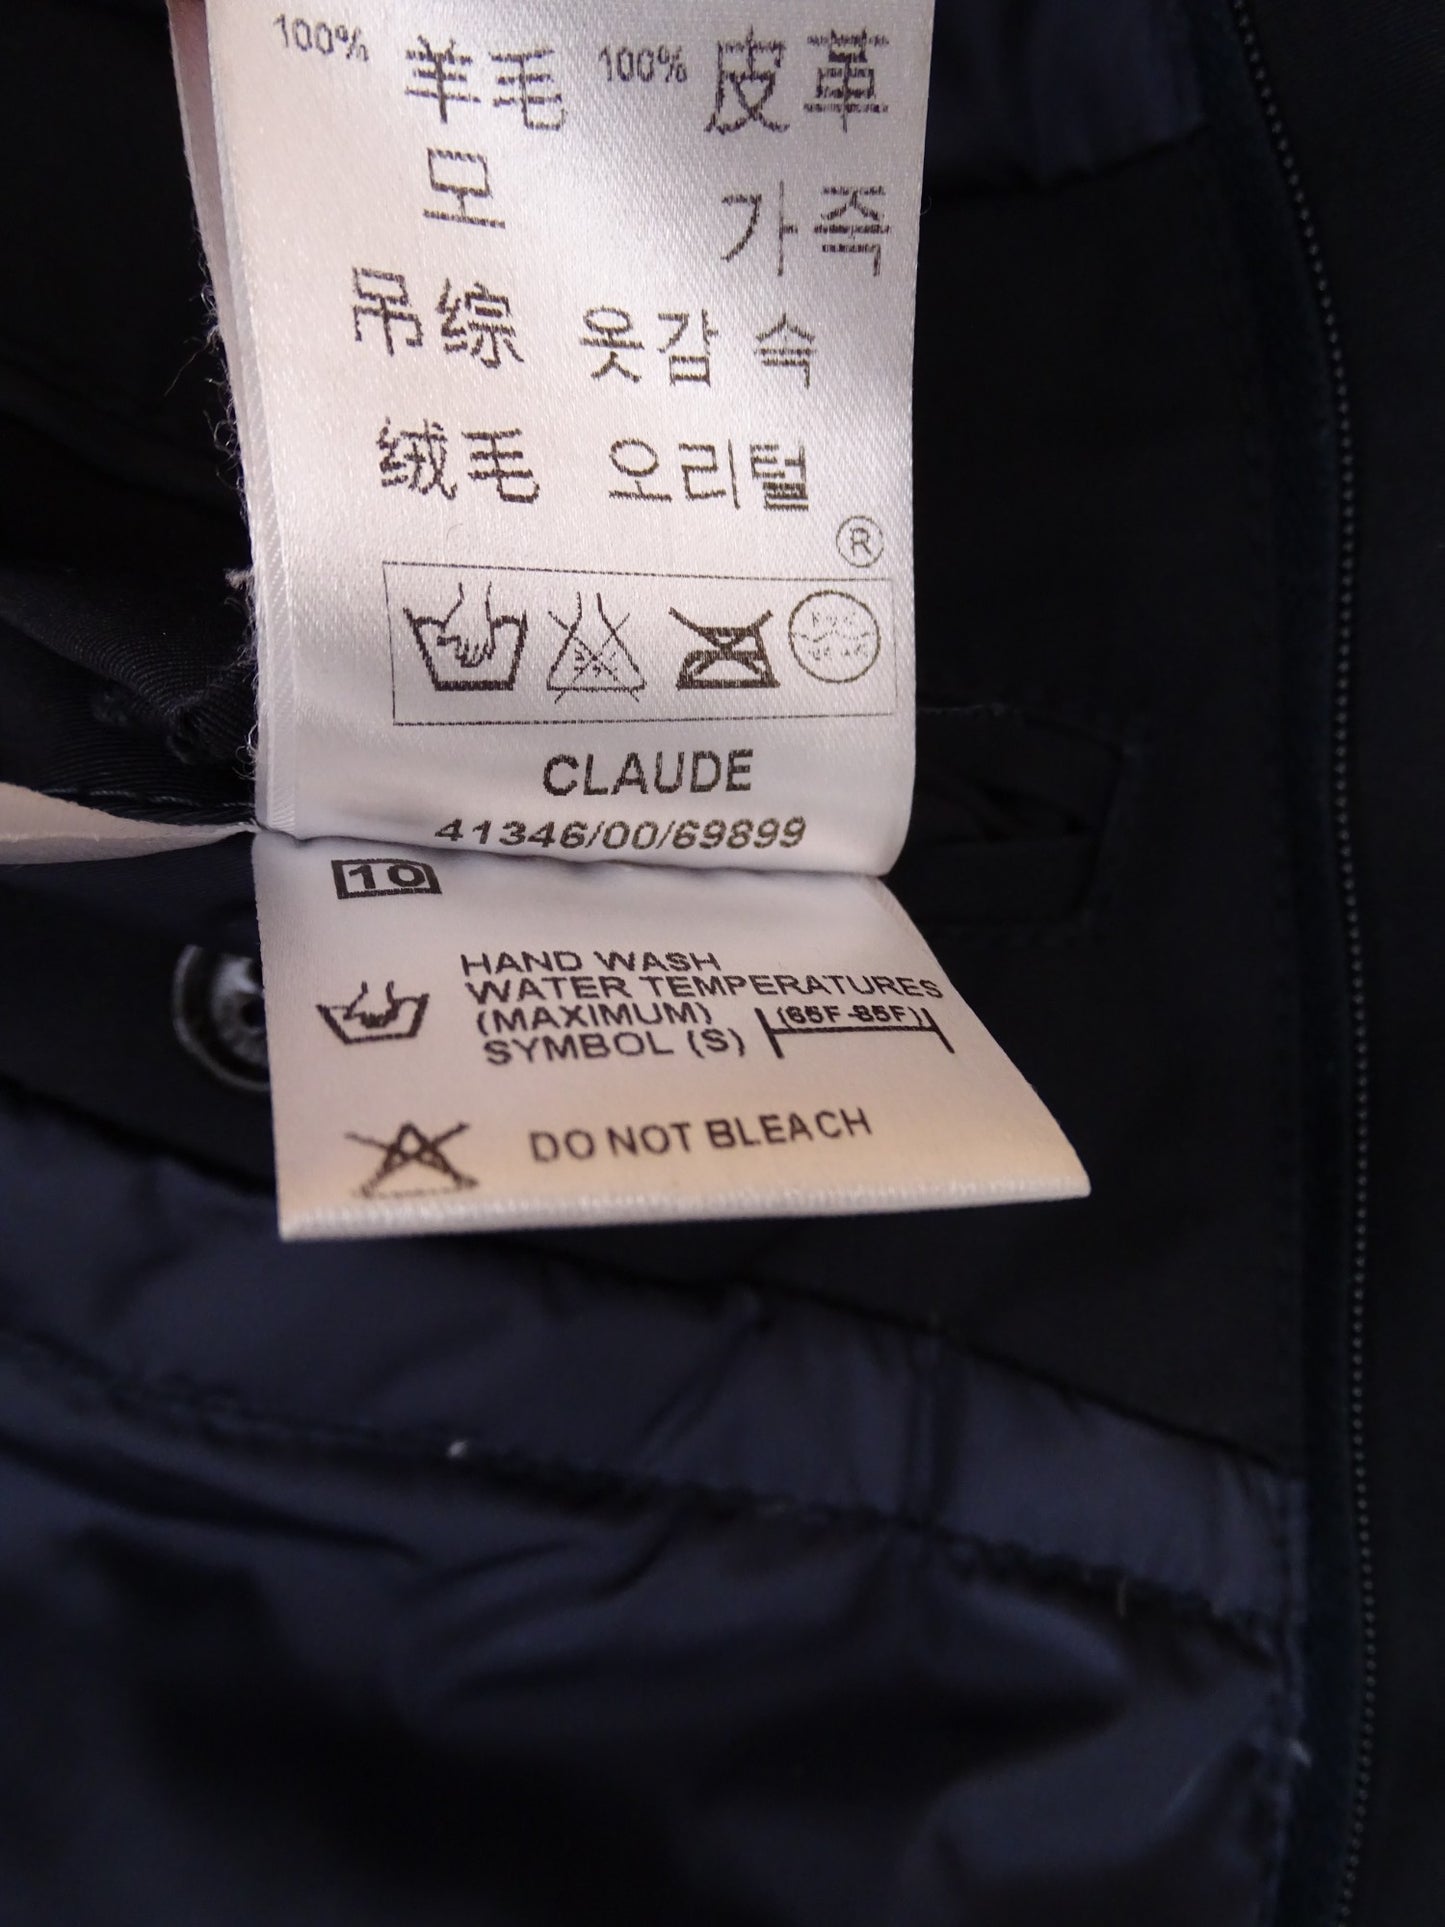 100% 羊毛 100% 皮革
모 가죽
吊综 옷감 속
绒毛 오리털
®
CLAUDE
41346/00/69899
10
HAND WASH
WATER TEMPERATURES
(MAXIMUM) (65F-85F)
SYMBOL (S)
DO NOT BLEACH